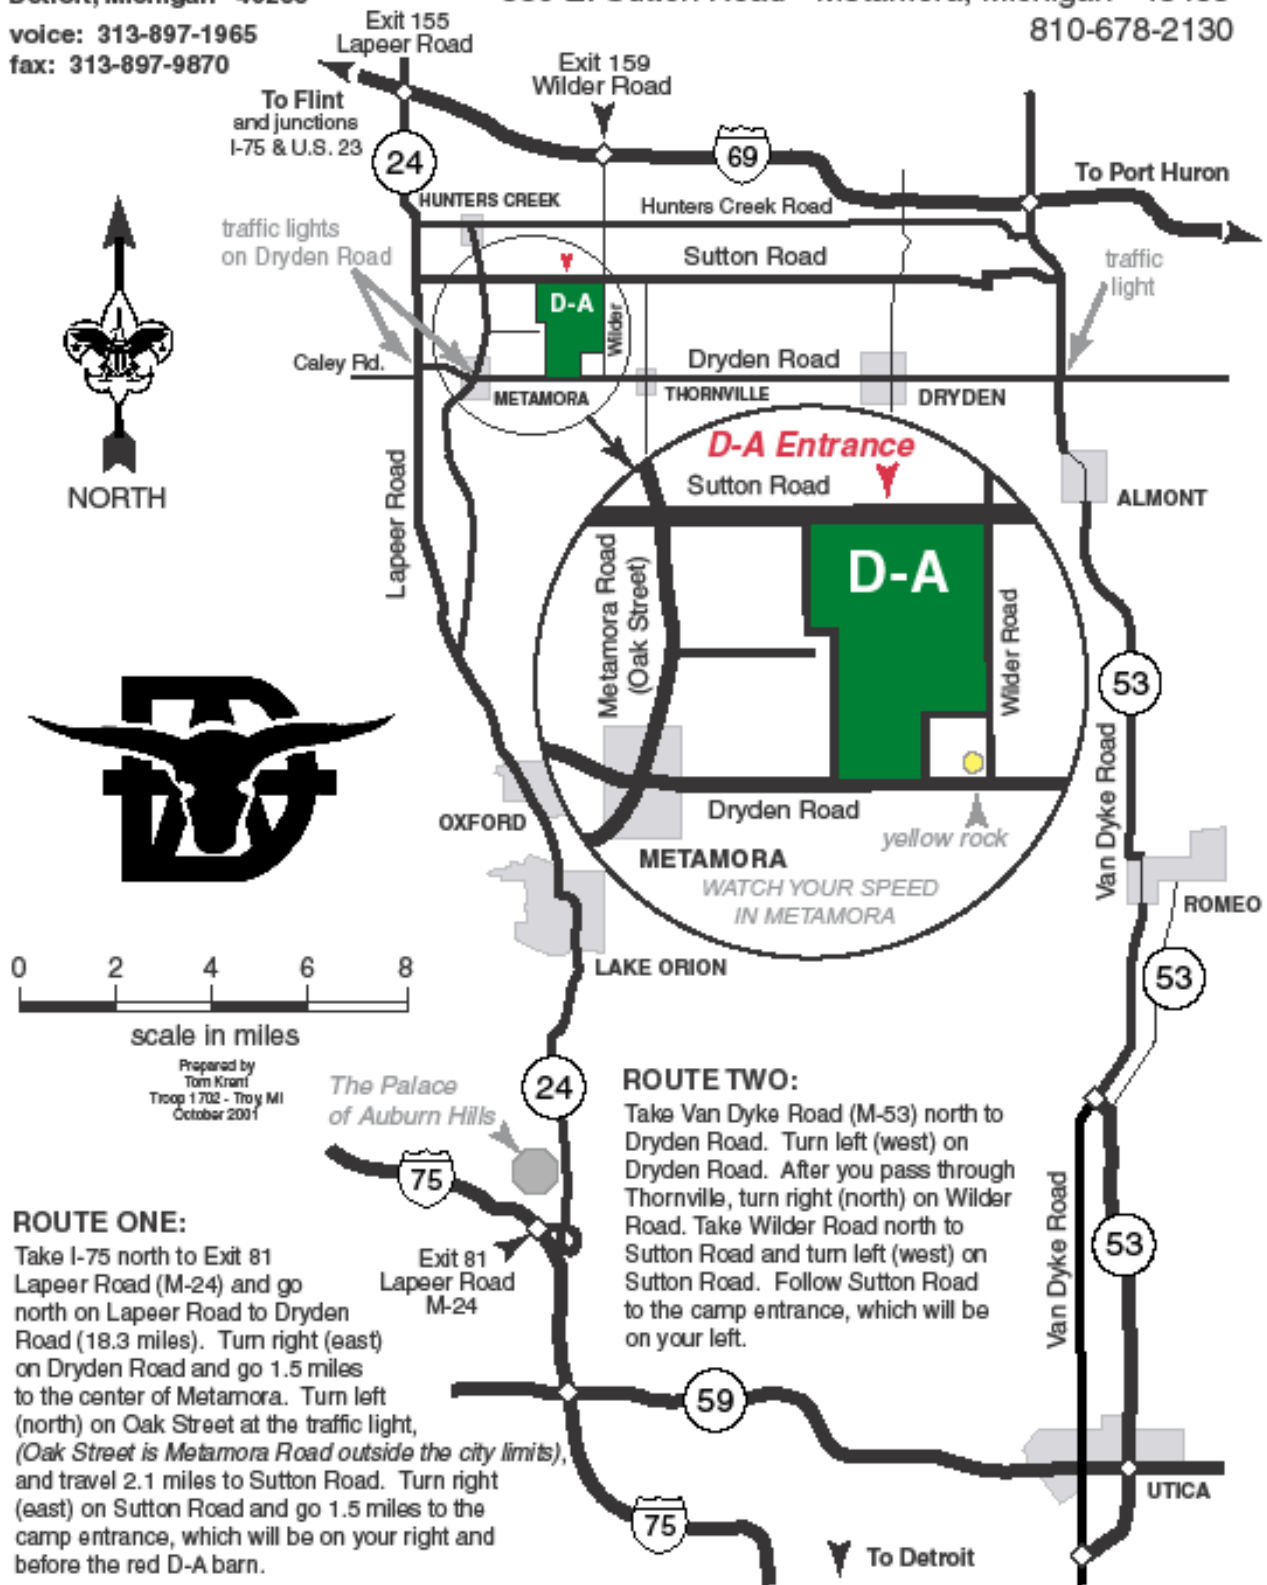 voice: 313-897-1965
fax: 313-897-9870
810-678-2130
Exit 155
Lapeer Road
Exit 159
Wilder Road
To Flint
and junctions
I-75 & U.S. 23
24
69
To Port Huron
HUNTERS CREEK
Hunters Creek Road
traffic lights
on Dryden Road
Sutton Road
traffic
light
D-A
Wilder
Caley Rd.
Dryden Road
METAMORA
THORNVILLE
DRYDEN
NORTH
Lapeer Road
D-A Entrance
Sutton Road
ALMONT
D-A
Metamora Road
(Oak Street)
Wilder Road
53
Van Dyke Road
OXFORD
Dryden Road
yellow rock
METAMORA
WATCH YOUR SPEED
IN METAMORA
ROMEO
LAKE ORION
53
0 2 4 6 8
scale in miles
Prepared by
Tom Krent
Troop 1702 - Troy, MI
October 2001
The Palace
of Auburn Hills
24
75
Exit 81
Lapeer Road
M-24
ROUTE TWO:
Take Van Dyke Road (M-53) north to
Dryden Road. Turn left (west) on
Dryden Road. After you pass through
Thornville, turn right (north) on Wilder
Road. Take Wilder Road north to
Sutton Road and turn left (west) on
Sutton Road. Follow Sutton Road
to the camp entrance, which will be
on your left.
Van Dyke Road
53
ROUTE ONE:
Take I-75 north to Exit 81
Lapeer Road (M-24) and go
north on Lapeer Road to Dryden
Road (18.3 miles). Turn right (east)
on Dryden Road and go 1.5 miles
to the center of Metamora. Turn left
(north) on Oak Street at the traffic light,
(Oak Street is Metamora Road outside the city limits),
and travel 2.1 miles to Sutton Road. Turn right
(east) on Sutton Road and go 1.5 miles to the
camp entrance, which will be on your right and
before the red D-A barn.
59
UTICA
75
To Detroit